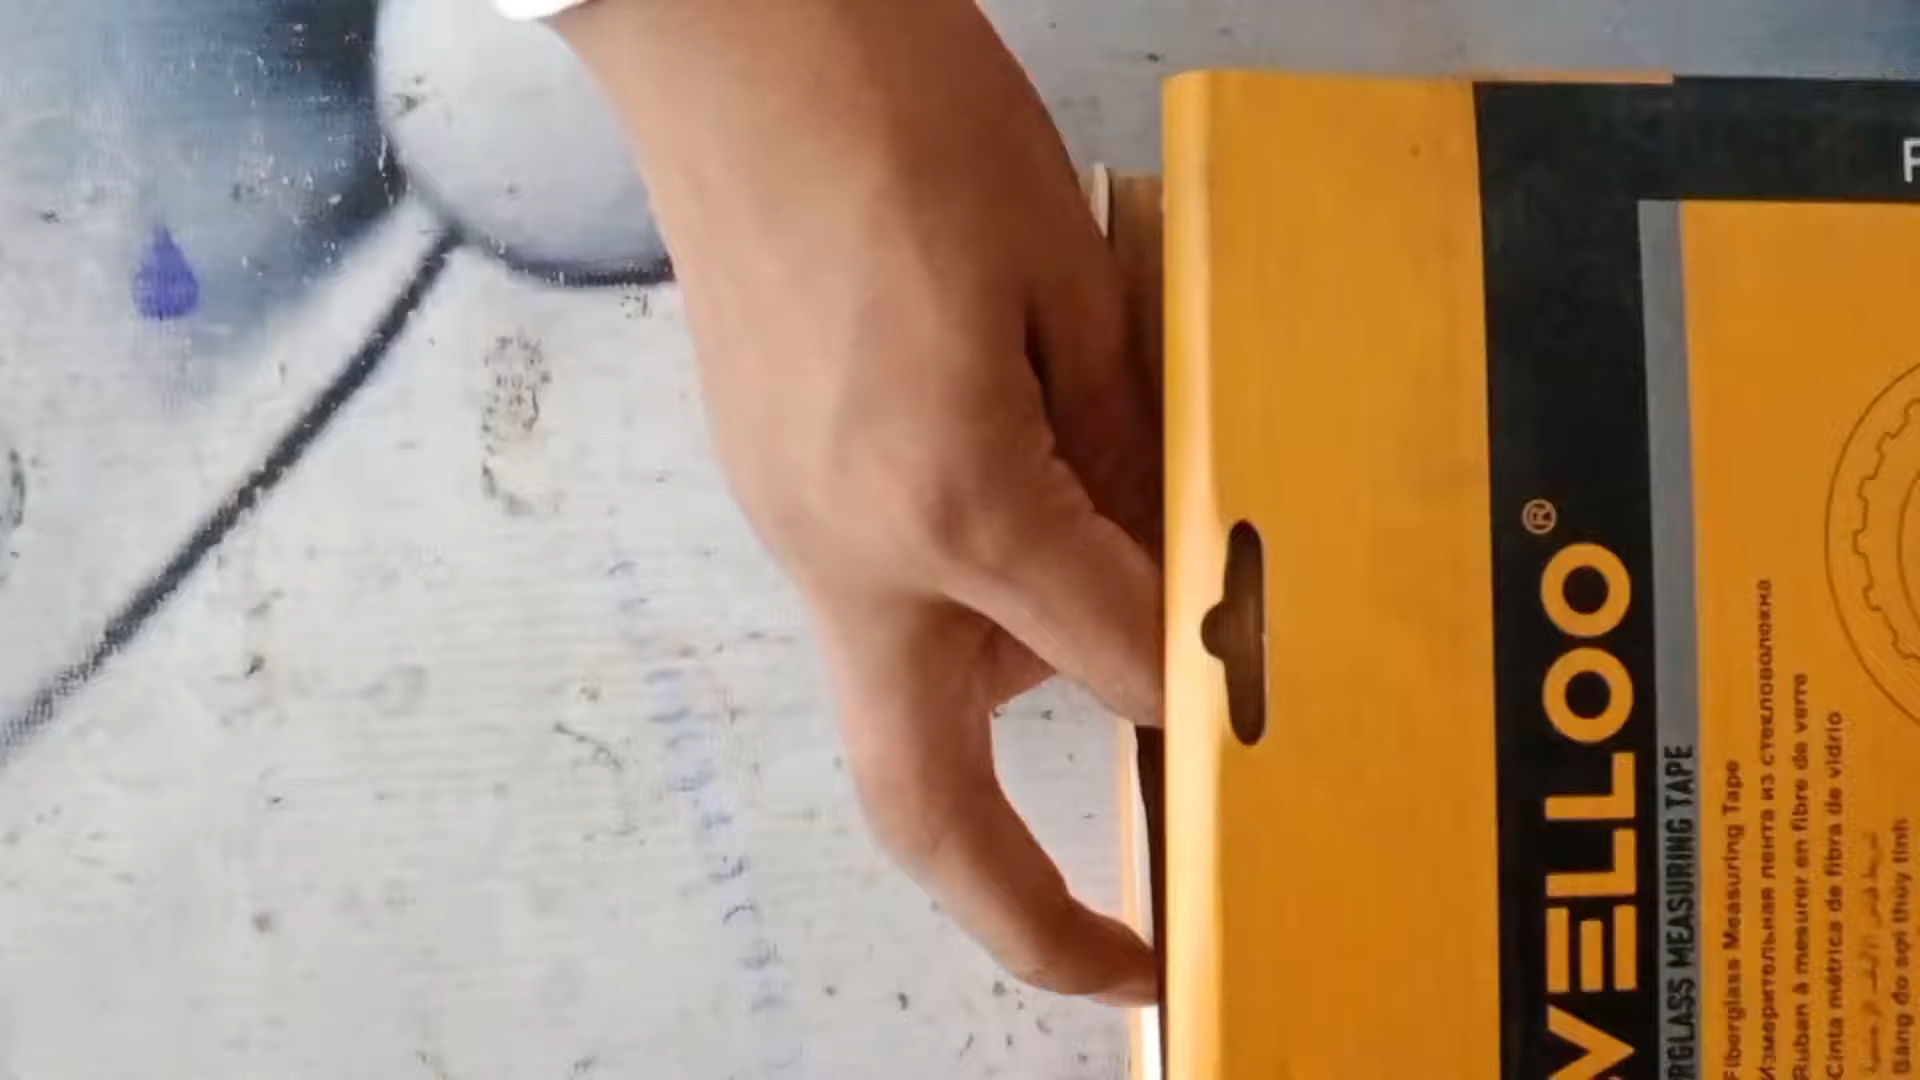 VELLOO®
RGLASS MEASURING TAPE
Fiberglass Measuring Tape
Измерительная лента из стекловолокна
Ruban à mesurer en fibre de verre
Cinta métrica de fibra de vidrio
Băng đo sợi thủy tinh
F